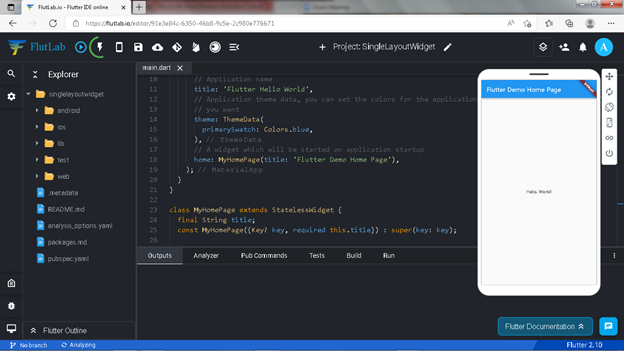 FlutLab.io - Flutter IDE online
https://flutlab.io/editor/91e3e84c-6350-46b8-9c5e-2c980e776671
FlutLab
Project: SingleLayoutWidget
A
Explorer
singlelayoutwidget
android
ios
lib
test
web
.metadata
README.md
analysis_options.yaml
packages.md
pubspec.yaml
Flutter Outline
main.dart
10 // Application name
11 title: 'Flutter Hello World',
12 // Application theme data, you can set the colors for the application
13 // you want
14 theme: ThemeData(
15 primarySwatch: Colors.blue,
16 ), // ThemeData
17 // A widget which will be started on application startup
18 home: MyHomePage(title: 'Flutter Demo Home Page'),
19 ); // MaterialApp
20 }
21 }
22
23 class MyHomePage extends StatelessWidget {
24 final String title;
25 const MyHomePage({Key? key, required this.title}) : super(key: key);
26
Outputs
Analyzer
Pub Commands
Tests
Build
Run
Flutter Demo Home Page
Hello, World!
Flutter Documentation
No branch
Analyzing
Flutter 2.10